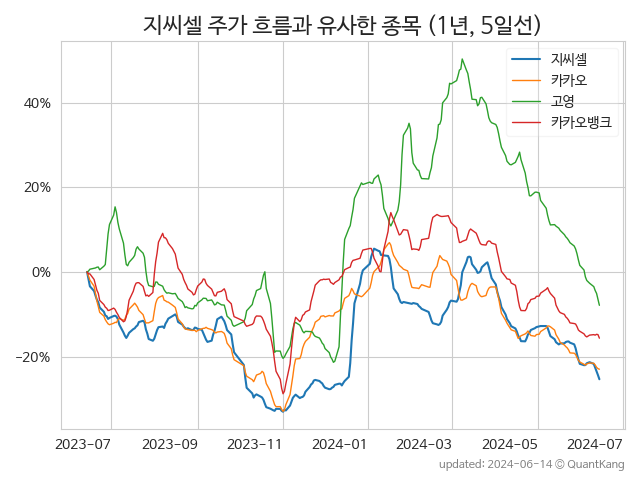 지씨셀 주가 흐름과 유사한 종목 (1년, 5일선)
지씨셀
카카오
고영
카카오뱅크
40%
20%
0%
−20%
2023-07 2023-09 2023-11 2024-01 2024-03 2024-05 2024-07
updated: 2024-06-14 © QuantKang